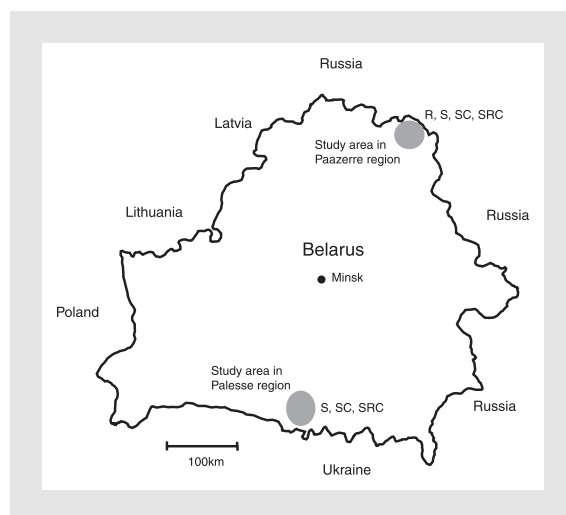 Russia
R, S, SC, SRC
Latvia
Study area in
Paazerre region
Lithuania
Russia
Belarus
Minsk
Poland
Study area in
Palesse region
S, SC, SRC
Russia
100km
Ukraine